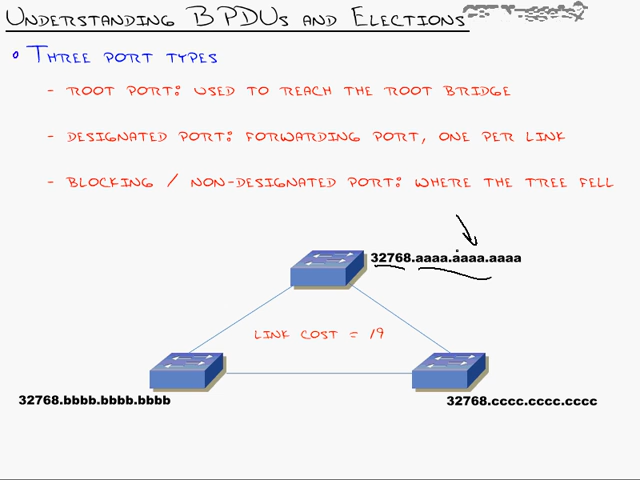 Understanding BPDUs and Elections
° Three port types
- Root port: used to reach the root bridge
- Designated port: forwarding port, one per link
- Blocking / Non-designated port: where the tree fell
32768.aaaa.aaaa.aaaa
Link cost = 19
32768.bbbb.bbbb.bbbb
32768.cccc.cccc.cccc